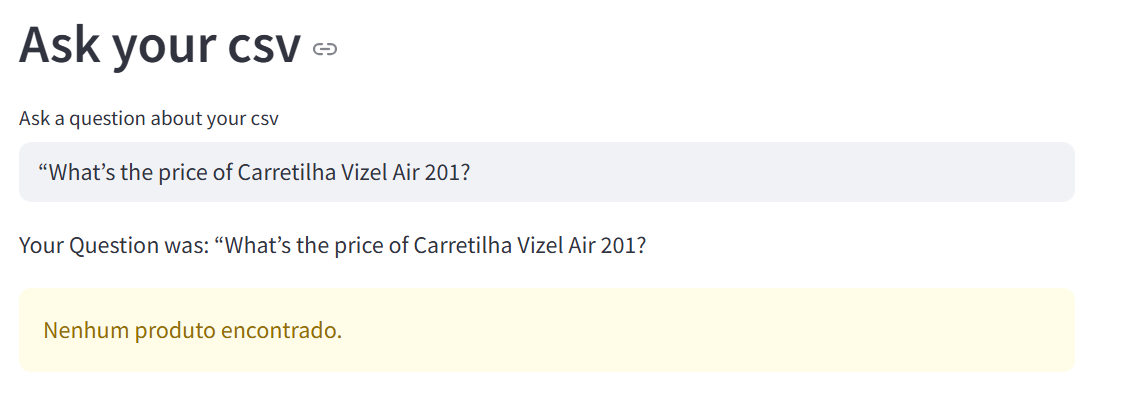 Ask your csv
Ask a question about your csv
“What’s the price of Carretilha Vizel Air 201?
Your Question was: “What’s the price of Carretilha Vizel Air 201?
Nenhum produto encontrado.